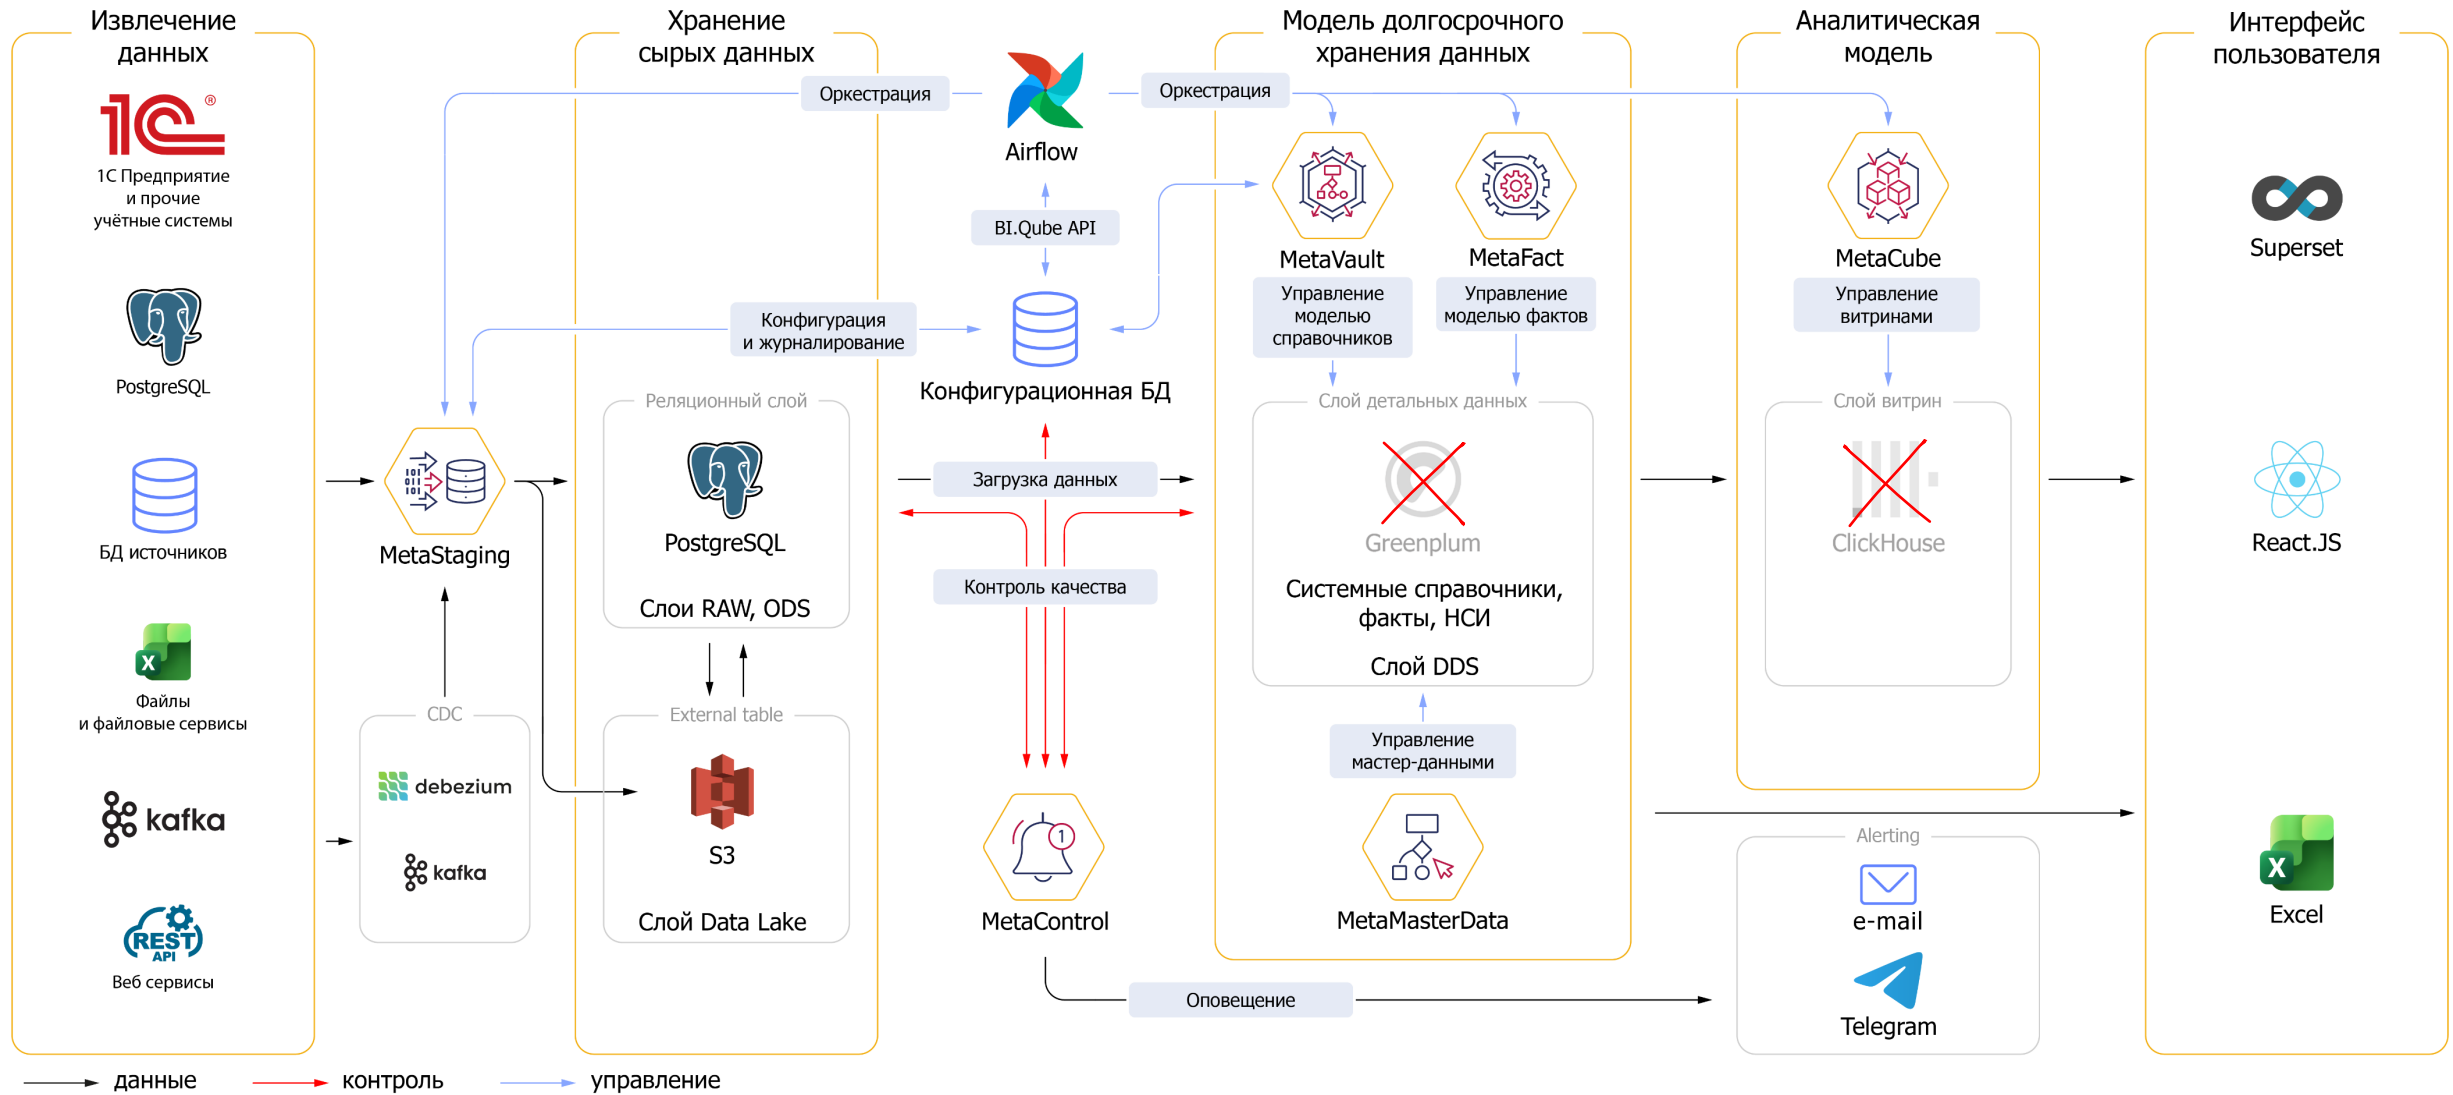 Извлечение
данных
1С ®
1С Предприятие
и прочие
учётные системы
PostgreSQL
БД источников
X
Файлы
и файловые сервисы
kafka
REST
API
Веб сервисы
MetaStaging
CDC
debezium
kafka
Хранение
сырых данных
Оркестрация
Конфигурация
и журналирование
Реляционный слой
PostgreSQL
Слои RAW, ODS
External table
S3
Слой Data Lake
Airflow
BI.Qube API
Конфигурационная БД
Загрузка данных
Контроль качества
1
MetaControl
Оповещение
Модель долгосрочного
хранения данных
Оркестрация
MetaVault
Управление
моделью
справочников
MetaFact
Управление
моделью фактов
Слой детальных данных
Greenplum
Системные справочники,
факты, НСИ
Слой DDS
Управление
мастер-данными
MetaMasterData
Аналитическая
модель
MetaCube
Управление
витринами
Слой витрин
ClickHouse
Alerting
e-mail
Telegram
Интерфейс
пользователя
Superset
React.JS
X
Excel
данные
контроль
управление